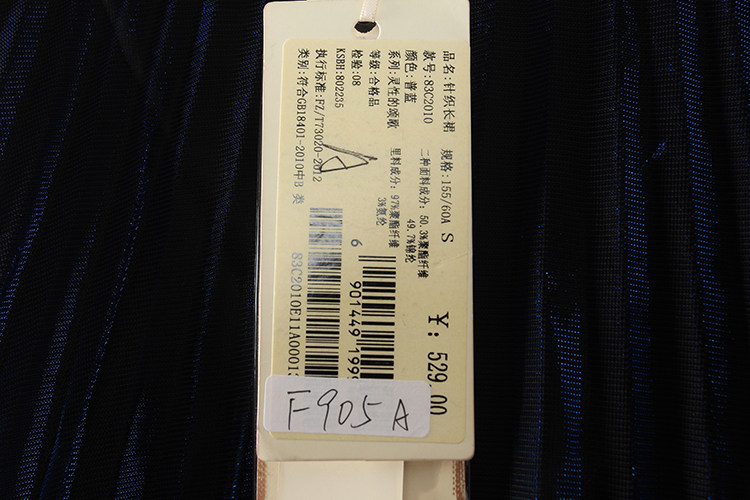 品名:针织长裙 规格:155/60A S
款号:83C2010 二种面料成分: 50.3%聚酯纤维
49.7%锦纶
颜色:普蓝
系列:灵性的颂歌 里料成分: 97%聚酯纤维
3%氨纶
等级:合格品
检验:08
KSBH:802235
执行标准:FZ/T73020-2012
类别:符合GB18401-2010中B 类
A
¥: 529.00
6 901449 199
83C2010E11A0001
F905A